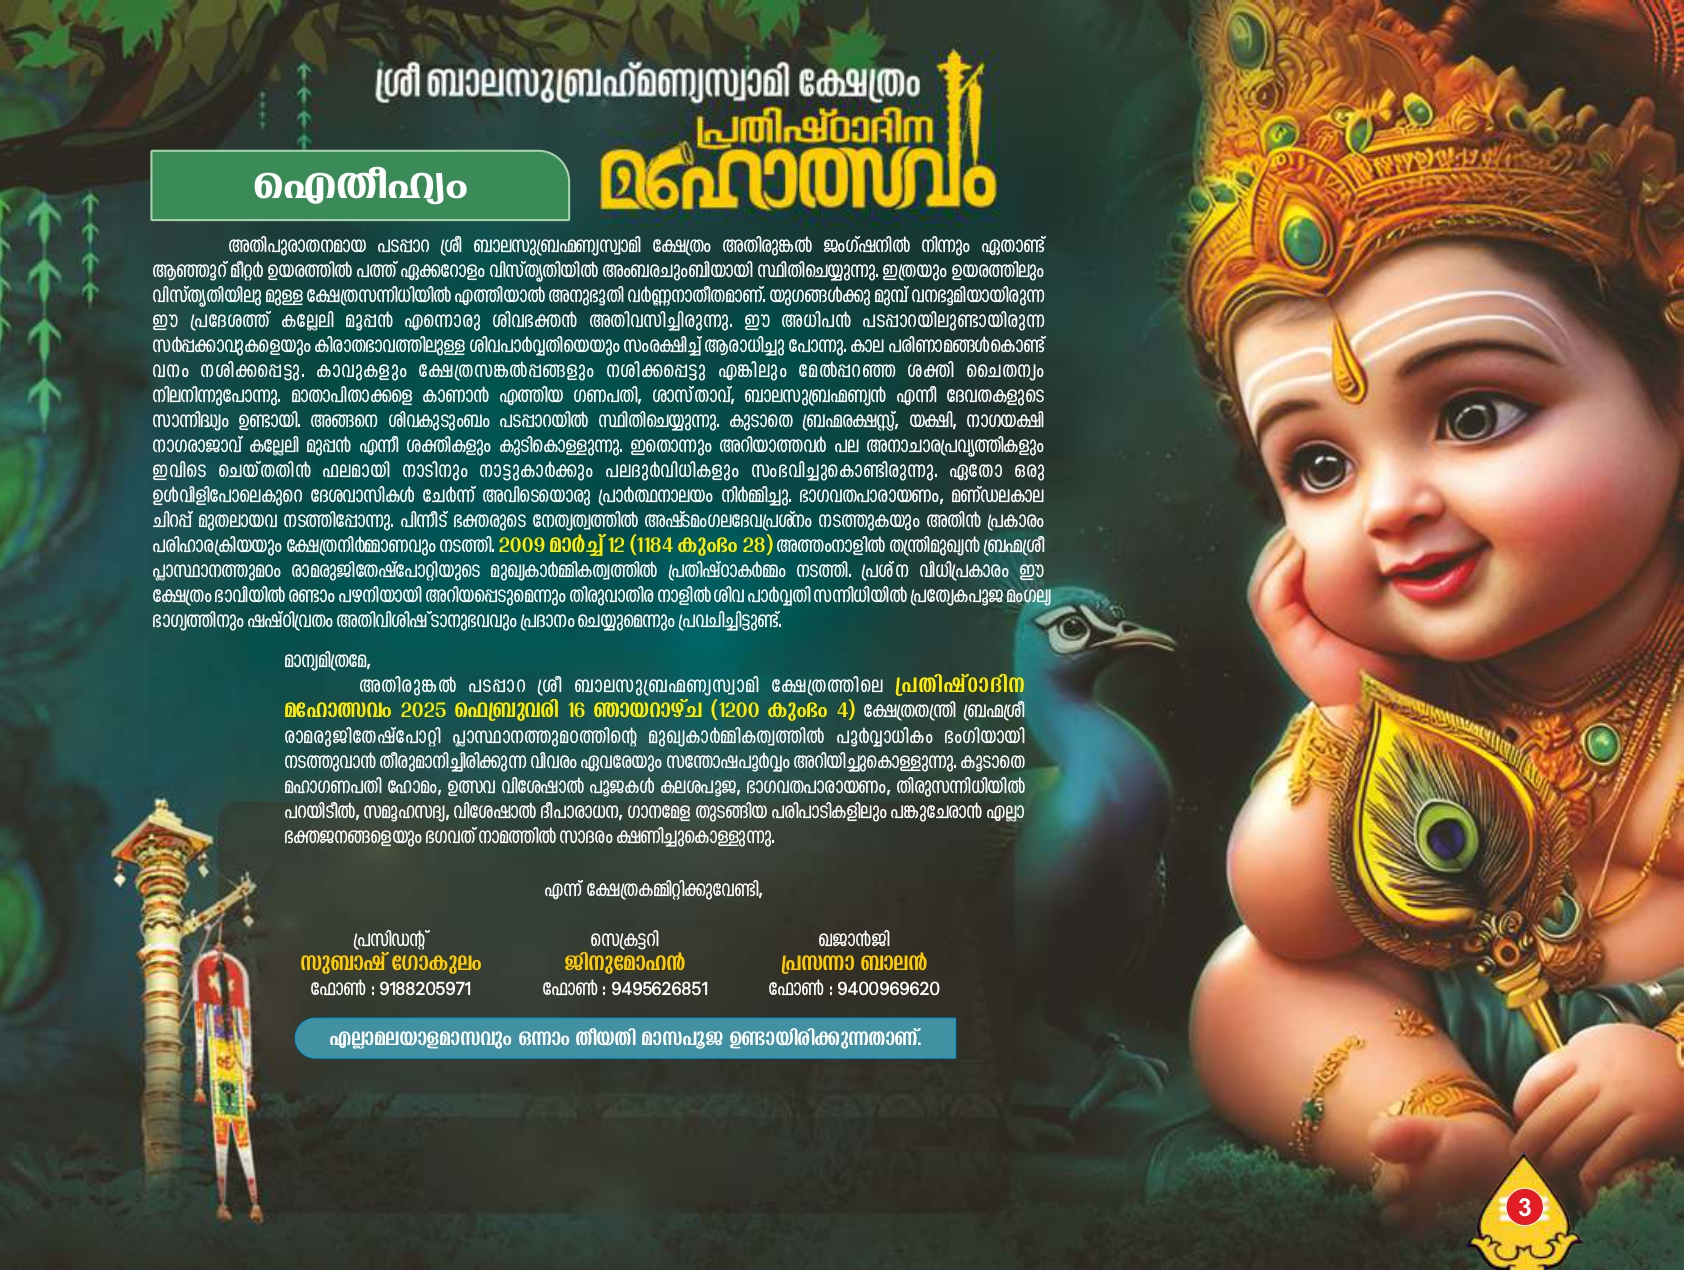 ശ്രീ ബാലസുബ്രഹ്മണ്യസ്വാമി ക്ഷേത്രം
പ്രതിഷ്ഠാദിന
മഹോത്സവം
ഐതീഹ്യം
അതിപുരാതനമായ പടപ്പാറ ശ്രീ ബാലസുബ്രഹ്മണ്യസ്വാമി ക്ഷേത്രം അതിരുങ്കൽ ജംഗ്ഷനിൽ നിന്നും ഏതാണ്ട്
ആഞ്ഞൂറ് മീറ്റർ ഉയരത്തിൽ പത്ത് ഏക്കറോളം വിസ്തൃതിയിൽ അംബരചുംബിയായി സ്ഥിതിചെയ്യുന്നു. ഇത്രയും ഉയരത്തിലും
വിസ്തൃതിയിലു മുള്ള ക്ഷേത്രസന്നിധിയിൽ എത്തിയാൽ അനുഭൂതി വർണ്ണനാതീതമാണ്. യുഗങ്ങൾക്കു മുമ്പ് വനഭൂമിയായിരുന്ന
ഈ പ്രദേശത്ത് കല്ലേലി മൂപ്പൻ എന്നൊരു ശിവഭക്തൻ അതിവസിച്ചിരുന്നു. ഈ അധിപൻ പടപ്പാറയിലുണ്ടായിരുന്ന
സർപ്പക്കാവുകളെയും കിരാതഭാവത്തിലുള്ള ശിവപാർവ്വതിയെയും സംരക്ഷിച്ച് ആരാധിച്ചു പോന്നു. കാല പരിണാമങ്ങൾകൊണ്ട്
വനം നശിക്കപ്പെട്ടു. കാവുകളും ക്ഷേത്രസങ്കൽപ്പങ്ങളും നശിക്കപ്പെട്ടു എങ്കിലും മേൽപ്പറഞ്ഞ ശക്തി ചൈതന്യം
നിലനിന്നുപോന്നു. മാതാപിതാക്കളെ കാണാൻ എത്തിയ ഗണപതി, ശാസ്താവ്, ബാലസുബ്രഹ്മണ്യൻ എന്നീ ദേവതകളുടെ
സാന്നിദ്ധ്യം ഉണ്ടായി. അങ്ങനെ ശിവകുടുംബം പടപ്പാറയിൽ സ്ഥിതിചെയ്യുന്നു. കൂടാതെ ബ്രഹ്മരക്ഷസ്സ്, യക്ഷി, നാഗയക്ഷി
നാഗരാജാവ് കല്ലേലി മൂപ്പൻ എന്നീ ശക്തികളും കുടികൊള്ളുന്നു. ഇതൊന്നും അറിയാത്തവർ പല അനാചാരപ്രവൃത്തികളും
ഇവിടെ ചെയ്തതിൻ ഫലമായി നാടിനും നാട്ടുകാർക്കും പലദുർവിധികളും സംഭവിച്ചുകൊണ്ടിരുന്നു. ഏതോ ഒരു
ഉൾവിളിപോലെകുറെ ദേശവാസികൾ ചേർന്ന് അവിടെയൊരു പ്രാർത്ഥനാലയം നിർമ്മിച്ചു. ഭാഗവതപാരായണം, മണ്ഡലകാല
ചിറപ്പ് മുതലായവ നടത്തിപ്പോന്നു. പിന്നീട് ഭക്തരുടെ നേതൃത്വത്തിൽ അഷ്ടമംഗലദേവപ്രശ്നം നടത്തുകയും അതിൻ പ്രകാരം
പരിഹാരക്രിയയും ക്ഷേത്രനിർമ്മാണവും നടത്തി. 2009 മാർച്ച് 12 (1184 കുംഭം 28) അത്തംനാളിൽ തന്ത്രിമുഖ്യൻ ബ്രഹ്മശ്രീ
പ്ലാസ്ഥാനത്തുമഠം രാമരുജിതേഷ്പോറ്റിയുടെ മുഖ്യകാർമ്മികത്വത്തിൽ പ്രതിഷ്ഠാകർമ്മം നടത്തി. പ്രശ്ന വിധിപ്രകാരം ഈ
ക്ഷേത്രം ഭാവിയിൽ രണ്ടാം പഴനിയായി അറിയപ്പെടുമെന്നും തിരുവാതിര നാളിൽ ശിവ പാർവ്വതി സന്നിധിയിൽ പ്രത്യേകപൂജ മംഗല്യ
ഭാഗ്യത്തിനും ഷഷ്ഠിവ്രതം അതിവിശിഷ്ടാനുഭവവും പ്രദാനം ചെയ്യുമെന്നും പ്രവചിച്ചിട്ടുണ്ട്.
മാന്യമിത്രമേ,
അതിരുങ്കൽ പടപ്പാറ ശ്രീ ബാലസുബ്രഹ്മണ്യസ്വാമി ക്ഷേത്രത്തിലെ പ്രതിഷ്ഠാദിന
മഹോത്സവം 2025 ഫെബ്രുവരി 16 ഞായറാഴ്ച (1200 കുംഭം 4) ക്ഷേത്രതന്ത്രി ബ്രഹ്മശ്രീ
രാമരുജിതേഷ്പോറ്റി പ്ലാസ്ഥാനത്തുമഠത്തിന്റെ മുഖ്യകാർമ്മികത്വത്തിൽ പൂർവ്വാധികം ഭംഗിയായി
നടത്തുവാൻ തീരുമാനിച്ചിരിക്കുന്ന വിവരം ഏവരേയും സന്തോഷപൂർവ്വം അറിയിച്ചുകൊള്ളുന്നു. കൂടാതെ
മഹാഗണപതി ഹോമം, ഉത്സവ വിശേഷാൽ പൂജകൾ കലശപൂജ, ഭാഗവതപാരായണം, തിരുസന്നിധിയിൽ
പറയിടീൽ, സമൂഹസദ്യ, വിശേഷാൽ ദീപാരാധന, ഗാനമേള തുടങ്ങിയ പരിപാടികളിലും പങ്കുചേരാൻ എല്ലാ
ഭക്തജനങ്ങളെയും ഭഗവത് നാമത്തിൽ സാദരം ക്ഷണിച്ചുകൊള്ളുന്നു.
എന്ന് ക്ഷേത്രകമ്മിറ്റിക്കുവേണ്ടി,
പ്രസിഡന്റ് സെക്രട്ടറി ഖജാൻജി
സുബാഷ് ഗോകുലം ജിനുമോഹൻ പ്രസന്നാ ബാലൻ
ഫോൺ : 9188205971 ഫോൺ : 9495626851 ഫോൺ : 9400969620
എല്ലാമലയാളമാസവും ഒന്നാം തീയതി മാസപൂജ ഉണ്ടായിരിക്കുന്നതാണ്.
3